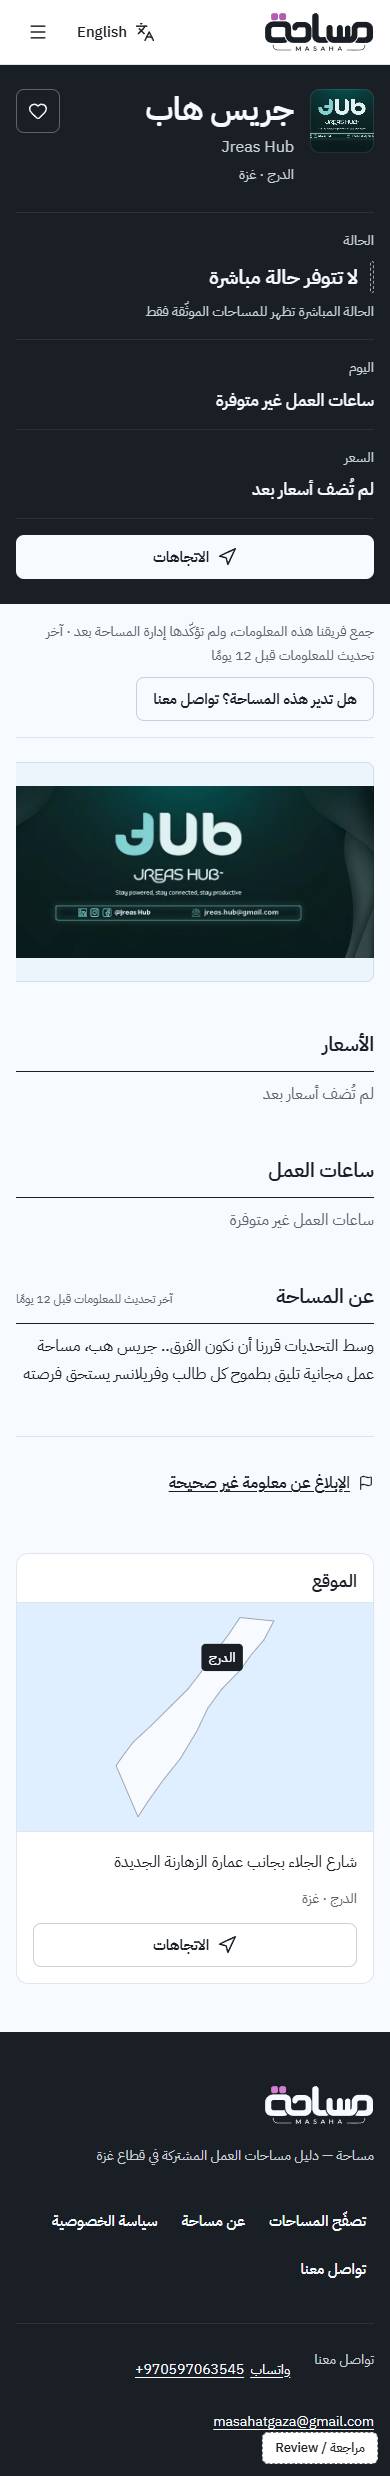 مساحة
MASAHA
English
جريس هاب
Jreas Hub
الدرج · غزة
JUb
JREAS HUB
الحالة
لا تتوفر حالة مباشرة
الحالة المباشرة تظهر للمساحات الموثّقة فقط
اليوم
ساعات العمل غير متوفرة
السعر
لم تُضف أسعار بعد
الاتجاهات
جمع فريقنا هذه المعلومات، ولم تؤكّدها إدارة المساحة بعد · آخر
تحديث للمعلومات قبل 12 يومًا
هل تدير هذه المساحة؟ تواصل معنا
JUb
JREAS HUB
Stay powered, stay connected, stay productive
@Jreas Hub
jreas.hub@gmail.com
الأسعار
لم تُضف أسعار بعد
ساعات العمل
ساعات العمل غير متوفرة
عن المساحة
آخر تحديث للمعلومات قبل 12 يومًا
وسط التحديات قررنا أن نكون الفرق.. جريس هب، مساحة
عمل مجانية تليق بطموح كل طالب وفريلانسر يستحق فرصته
الإبلاغ عن معلومة غير صحيحة
الموقع
الدرج
شارع الجلاء بجانب عمارة الزهارنة الجديدة
الدرج · غزة
الاتجاهات
مساحة
MASAHA
مساحة — دليل مساحات العمل المشتركة في قطاع غزة
تصفّح المساحات
عن مساحة
سياسة الخصوصية
تواصل معنا
تواصل معنا
واتساب
+970597063545
masahatgaza@gmail.com
مراجعة / Review